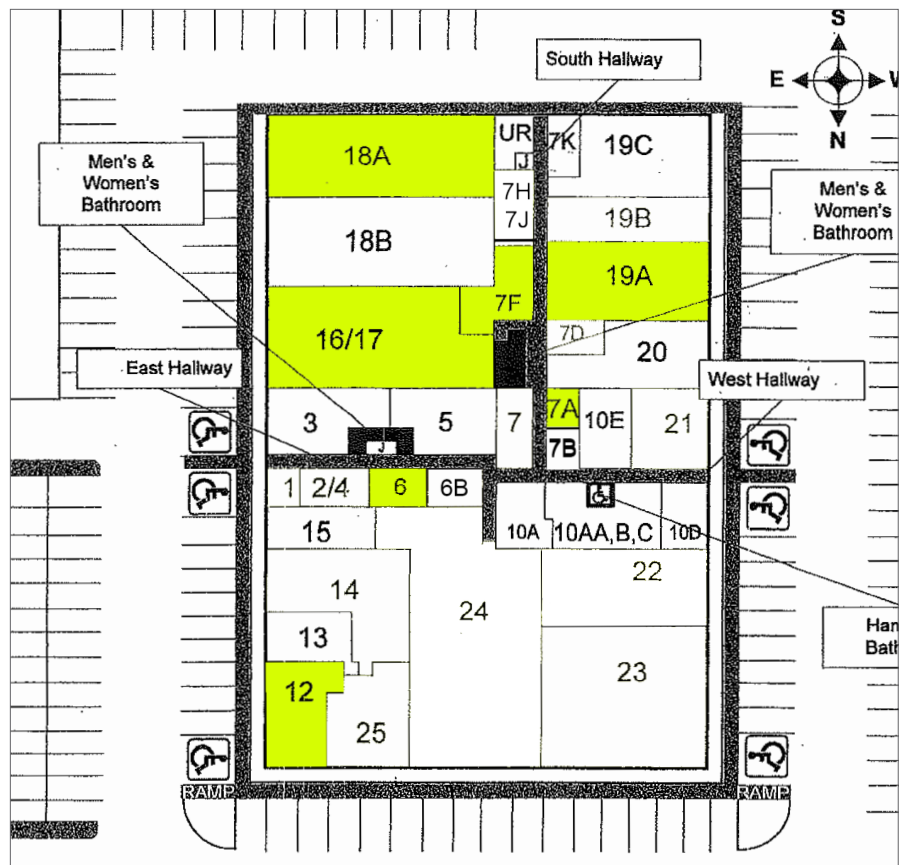 S
E
W
N
South Hallway
Men's &
Women's
Bathroom
Men's &
Women's
Bathroom
East Hallway
West Hallway
18A
UR
J
7K
19C
7H
7J
19B
18B
19A
7F
16/17
7D
20
3
5
7
7A
7B
10E
21
J
1
2/4
6
6B
10A
10AA,B,C
10D
15
22
14
24
13
23
12
25
RAMP
RAMP